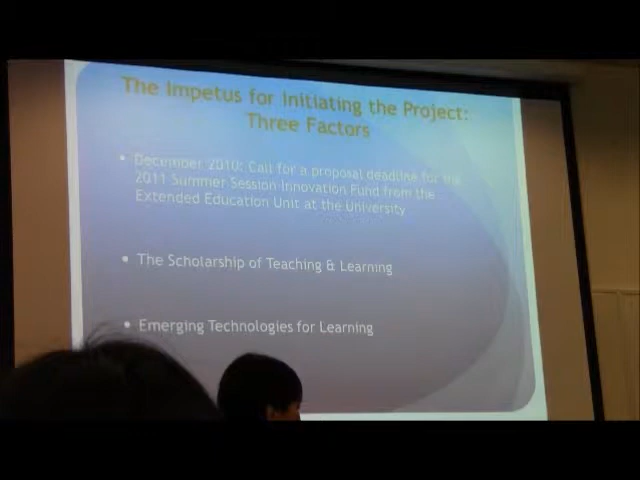 The Impetus for Initiating the Project:
Three Factors
• December 2010: Call for a proposal deadline for the
2011 Summer Session Innovation Fund from the
Extended Education Unit at the University
• The Scholarship of Teaching & Learning
• Emerging Technologies for Learning